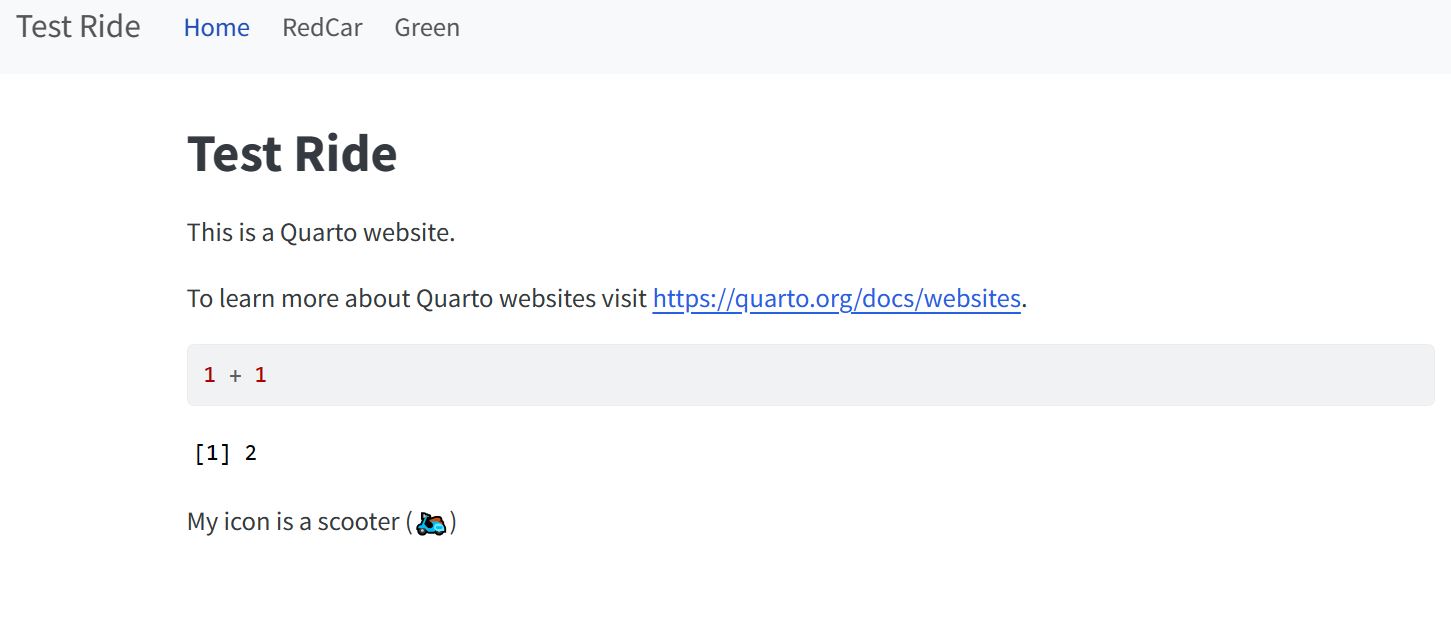 Test Ride Home RedCar Green
Test Ride
This is a Quarto website.
To learn more about Quarto websites visit https://quarto.org/docs/websites.
1 + 1
[1] 2
My icon is a scooter (🛵)